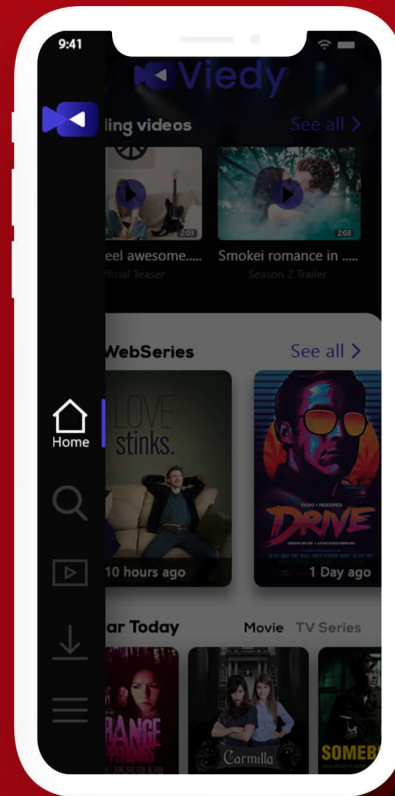 9:41
Viedy
ling videos
See all >
2:03
2:03
eel awesome.....
Smokei romance in .....
ficial Teaser
Season 2 Trailer
WebSeries
See all >
LOVE
stinks.
DRIVE
10 hours ago
1 Day ago
Home
ar Today
Movie
TV Series
RANGE
Carmilla
SOMEB